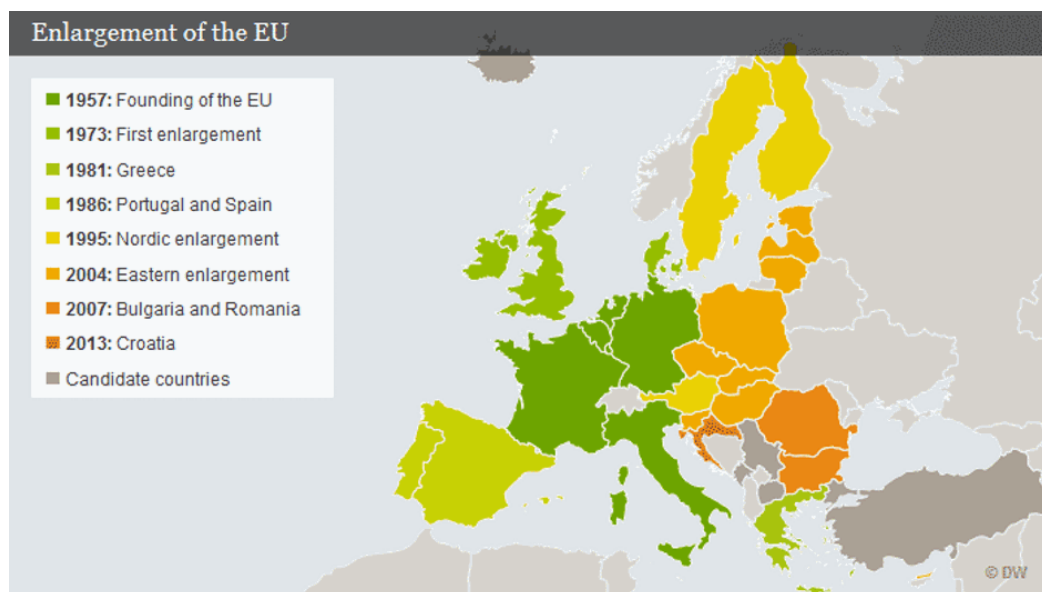 Enlargement of the EU
1957: Founding of the EU
1973: First enlargement
1981: Greece
1986: Portugal and Spain
1995: Nordic enlargement
2004: Eastern enlargement
2007: Bulgaria and Romania
2013: Croatia
Candidate countries
© DW